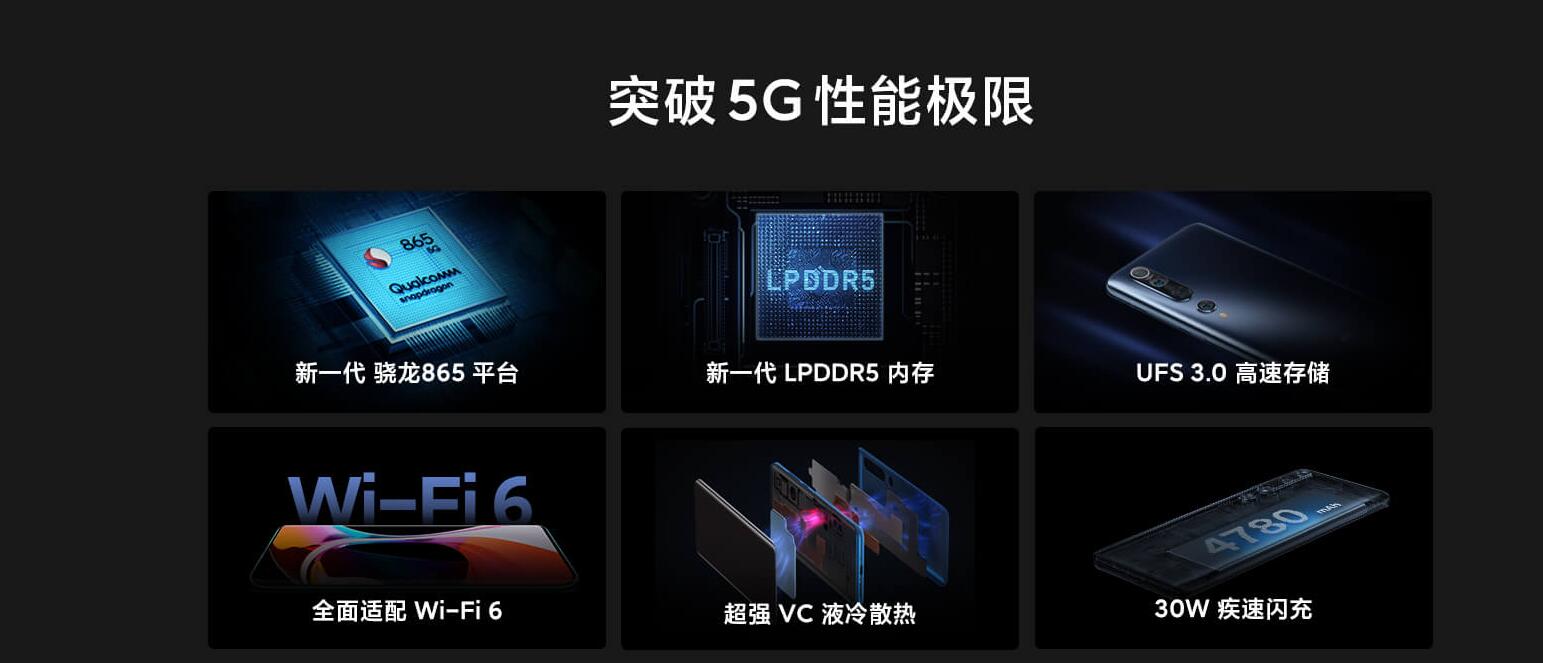 突破 5G 性能极限
865
5G
Qualcomm
snapdragon
新一代 骁龙865 平台
LPDDR5
新一代 LPDDR5 内存
UFS 3.0 高速存储
Wi-Fi 6
全面适配 Wi-Fi 6
超强 VC 液冷散热
4780 mAh
30W 疾速闪充